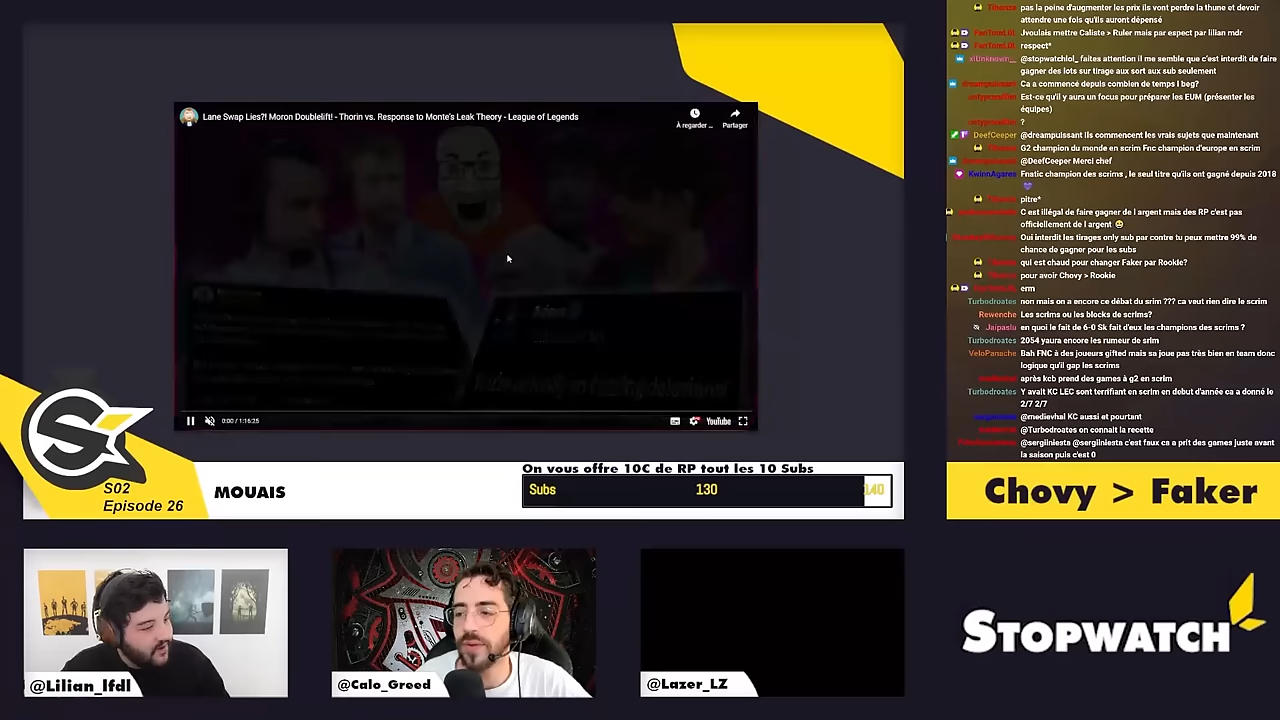 Lane Swap Lies?! Moron Doublelift! - Thorin vs. Response to Monte's Leak Theory - League of Legends
À regarder ...
Partager
0:00 / 1:16:25
YouTube
S02
Episode 26
MOUAIS
On vous offre 10€ de RP tout les 10 Subs
Subs
130
140
@Lilian_lfdl
@Calo_Greed
@Lazer_LZ
pas la peine d'augmenter les prix ils vont perdre la thune et devoir
attendre une fois qu'ils auront dépensé
FanTomLOL Jvoulais mettre Caliste > Ruler mais par espect par lilian mdr
FanTomLOL respect*
xiUnknown__ @stopwatchlol_ faites attention il me semble que c'est interdit de faire
gagner des lots sur tirage aux sort aux sub seulement
dreampuissant Ca a commencé depuis combien de temps I beg?
Est-ce qu'il y aura un focus pour préparer les EUM (présenter les
équipes)
?
DeefCeeper @dreampuissant ils commencent les vrais sujets que maintenant
G2 champion du monde en scrim Fnc champion d'europe en scrim
@DeefCeeper Merci chef
KwinnAgares Fnatic champion des scrims , le seul titre qu'ils ont gagné depuis 2018
pitre*
C est illégal de faire gagner de l argent mais des RP c'est pas
officiellement de l argent
Oui interdit les tirages only sub par contre tu peux mettre 99% de
chance de gagner pour les subs
qui est chaud pour changer Faker par Rookie?
pour avoir Chovy > Rookie
erm
Turbodroates non mais on a encore ce débat du srim ??? ca veut rien dire le scrim
Rewenche Les scrims ou les blocks de scrims?
Jaipaslu en quoi le fait de 6-0 Sk fait d'eux les champions des scrims ?
Turbodroates 2054 yaura encore les rumeur de srim
VeloPanache Bah FNC à des joueurs gifted mais sa joue pas très bien en team donc
logique qu'il gap les scrims
après kcb prend des games à g2 en scrim
Turbodroates Y avait KC LEC sont terrifiant en scrim en debut d'année ca a donné le
2/7 2/7
@medievhal KC aussi et pourtant
@Turbodroates on connait la recette
@sergiiniesta @sergiiniesta c'est faux ca a prit des games juste avant
la saison puis c'est 0
Chovy > Faker
STOPWATCH